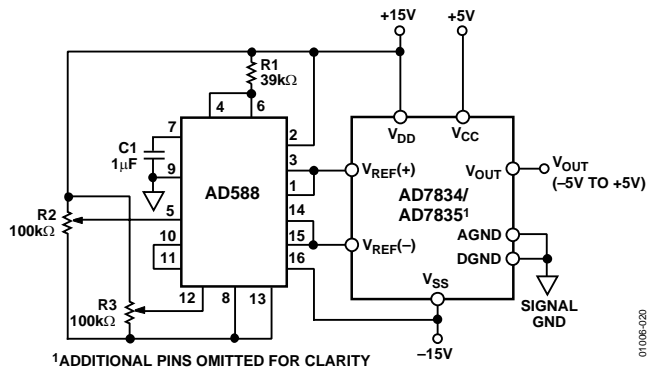 +15V
+5V
R1
39kΩ
4
6
7
2
C1
1µF
9
3
1
AD588
5
14
R2
100kΩ
10
15
11
16
R3
100kΩ
12
8
13
VDD
VCC
VREF(+)
VOUT
VOUT
(–5V TO +5V)
AD7834/
AD7835¹
AGND
VREF(–)
DGND
VSS
SIGNAL
GND
–15V
¹ADDITIONAL PINS OMITTED FOR CLARITY
01006-020